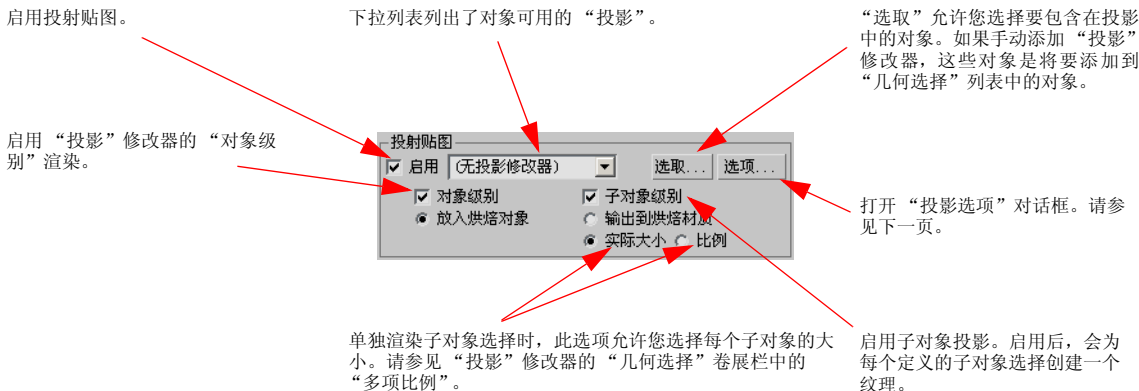 启用投射贴图。
下拉列表列出了对象可用的 “投影”。
“选取” 允许您选择要包含在投影
中的对象。如果手动添加 “投影”
修改器，这些对象是将要添加到
“几何选择” 列表中的对象。
启用 “投影” 修改器的 “对象级
别” 渲染。
投射贴图
启用 (无投影修改器) 选取... 选项...
对象级别 子对象级别
放入烘焙对象 输出到烘焙材质
实际大小 比例
打开 “投影选项” 对话框。请参
见下一页。
单独渲染子对象选择时，此选项允许您选择每个子对象的大
小。请参见 “投影” 修改器的 “几何选择” 卷展栏中的
“多项比例”。
启用子对象投影。启用后，会为
每个定义的子对象选择创建一个
纹理。